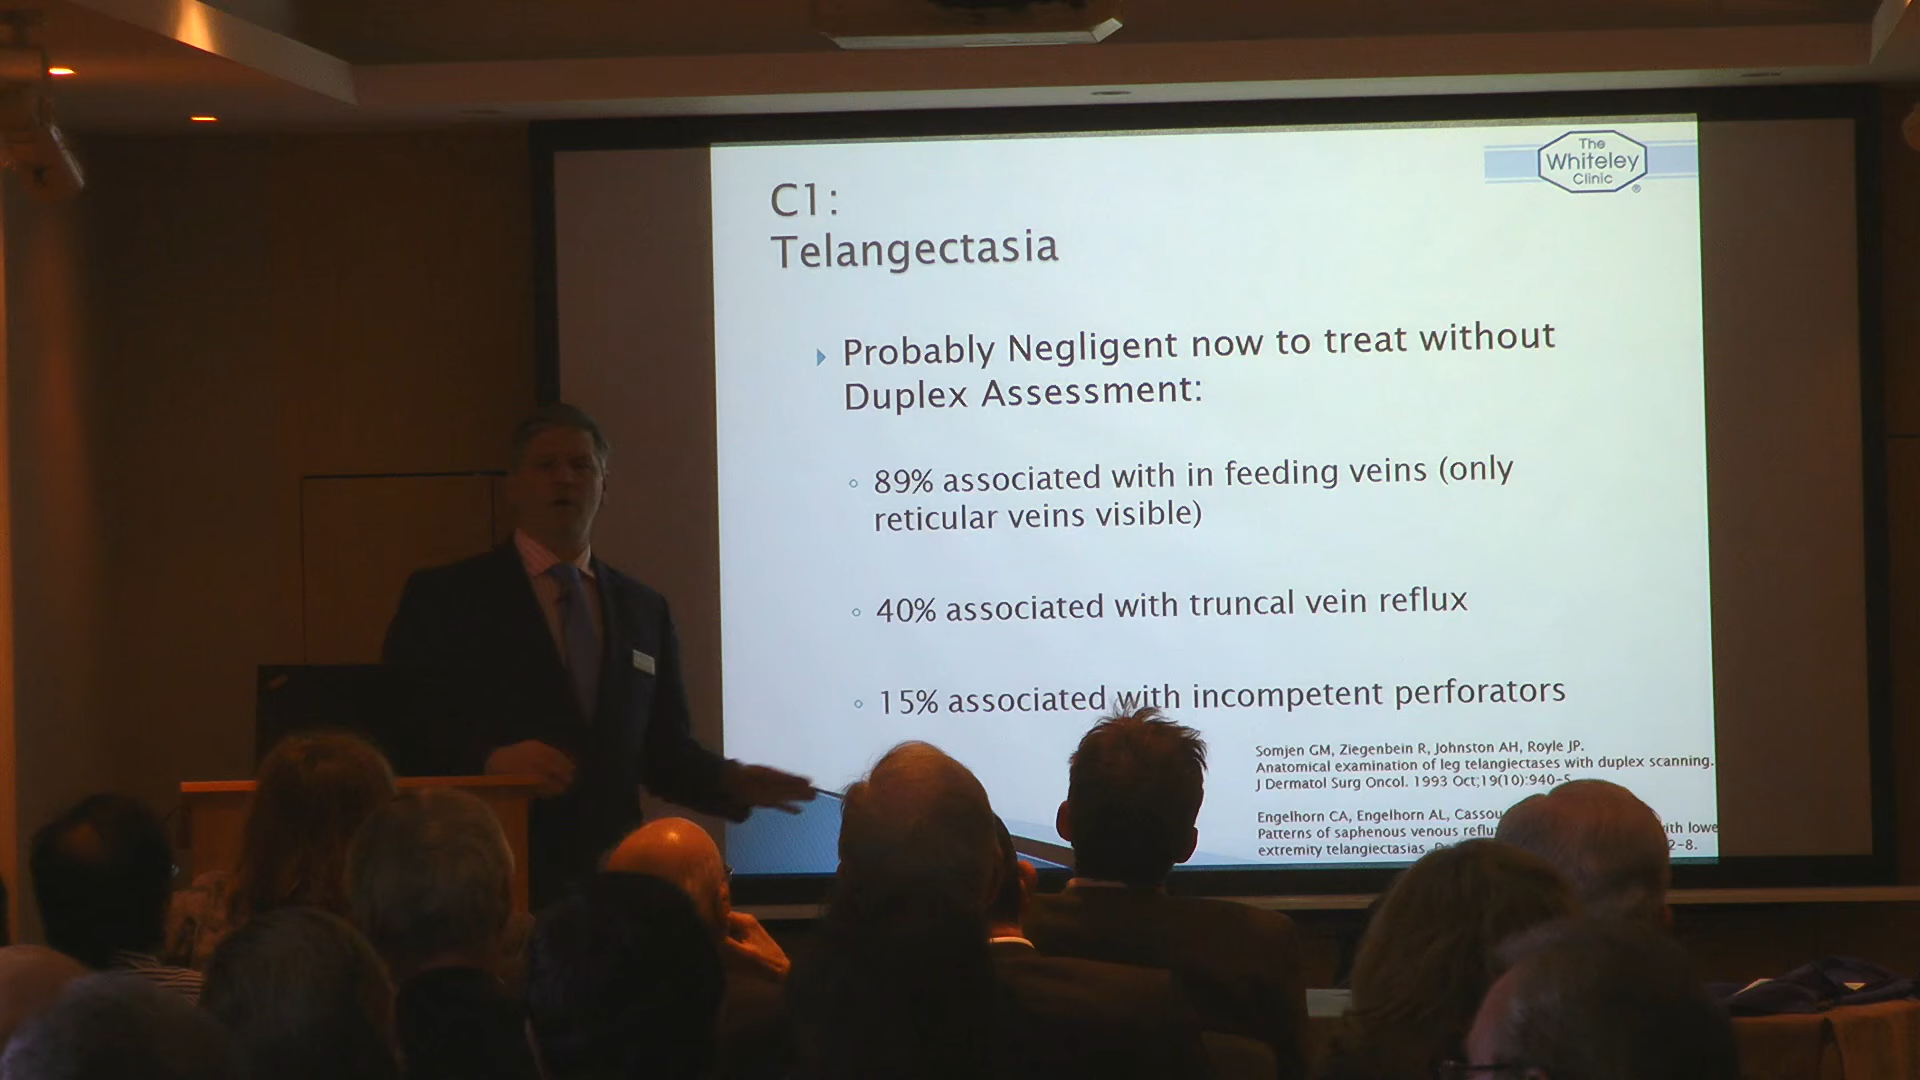 The
Whiteley
Clinic
®
C1:
Telangectasia
Probably Negligent now to treat without
Duplex Assessment:
89% associated with in feeding veins (only
reticular veins visible)
40% associated with truncal vein reflux
15% associated with incompetent perforators
Somjen GM, Ziegenbein R, Johnston AH, Royle JP.
Anatomical examination of leg telangiectases with duplex scanning.
J Dermatol Surg Oncol. 1993 Oct;19(10):940-5
Engelhorn CA, Engelhorn AL,
Patterns of saphenous venous
extremity telangiectasias.